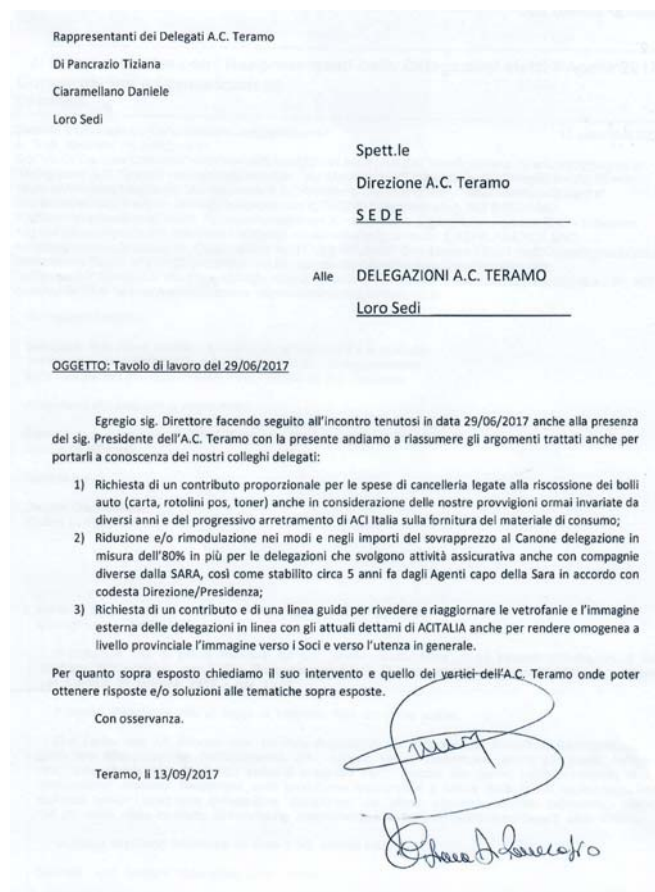 Rappresentanti dei Delegati A.C. Teramo
Di Pancrazio Tiziana
Ciaramellano Daniele
Loro Sedi
Spett.le
Direzione A.C. Teramo
S E D E
Alle DELEGAZIONI A.C. TERAMO
Loro Sedi
OGGETTO: Tavolo di lavoro del 29/06/2017
Egregio sig. Direttore facendo seguito all'incontro tenutosi in data 29/06/2017 anche alla presenza
del sig. Presidente dell'A.C. Teramo con la presente andiamo a riassumere gli argomenti trattati anche per
portarli a conoscenza dei nostri colleghi delegati:
1) Richiesta di un contributo proporzionale per le spese di cancelleria legate alla riscossione dei bolli
auto (carta, rotolini pos, toner) anche in considerazione delle nostre provvigioni ormai invariate da
diversi anni e del progressivo arretramento di ACI Italia sulla fornitura del materiale di consumo;
2) Riduzione e/o rimodulazione nei modi e negli importi del sovrapprezzo al Canone delegazione in
misura dell'80% in più per le delegazioni che svolgono attività assicurativa anche con compagnie
diverse dalla SARA, così come stabilito circa 5 anni fa dagli Agenti capo della Sara in accordo con
codesta Direzione/Presidenza;
3) Richiesta di un contributo e di una linea guida per rivedere e riaggiornare le vetrofanie e l'immagine
esterna delle delegazioni in linea con gli attuali dettami di ACITALIA anche per rendere omogenea a
livello provinciale l'immagine verso i Soci e verso l'utenza in generale.
Per quanto sopra esposto chiediamo il suo intervento e quello dei vertici dell'A.C. Teramo onde poter
ottenere risposte e/o soluzioni alle tematiche sopra esposte.
Con osservanza.
Teramo, li 13/09/2017